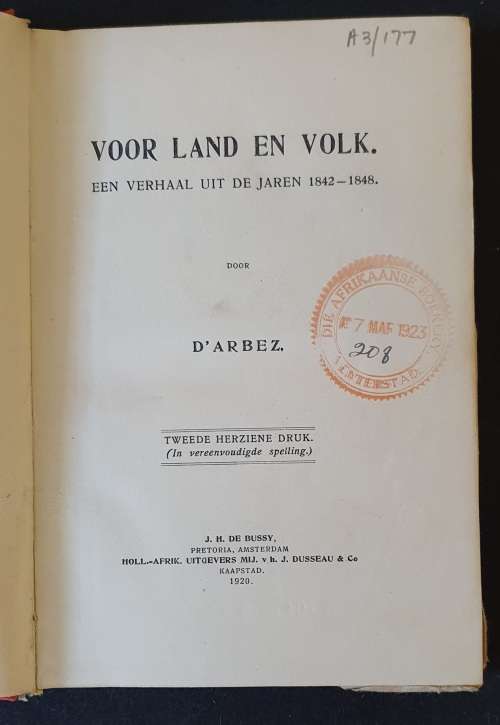 A3/177
VOOR LAND EN VOLK.
EEN VERHAAL UIT DE JAREN 1842–1848.
DOOR
D'ARBEZ.
DIE AFRIKAANSE
7 MAF 1923
208
TWEEDE HERZIENE DRUK.
(In vereenvoudigde spelling.)
J. H. DE BUSSY,
PRETORIA, AMSTERDAM
HOLL.-AFRIK. UITGEVERS MIJ. v h. J. DUSSEAU & Co
KAAPSTAD.
1920.